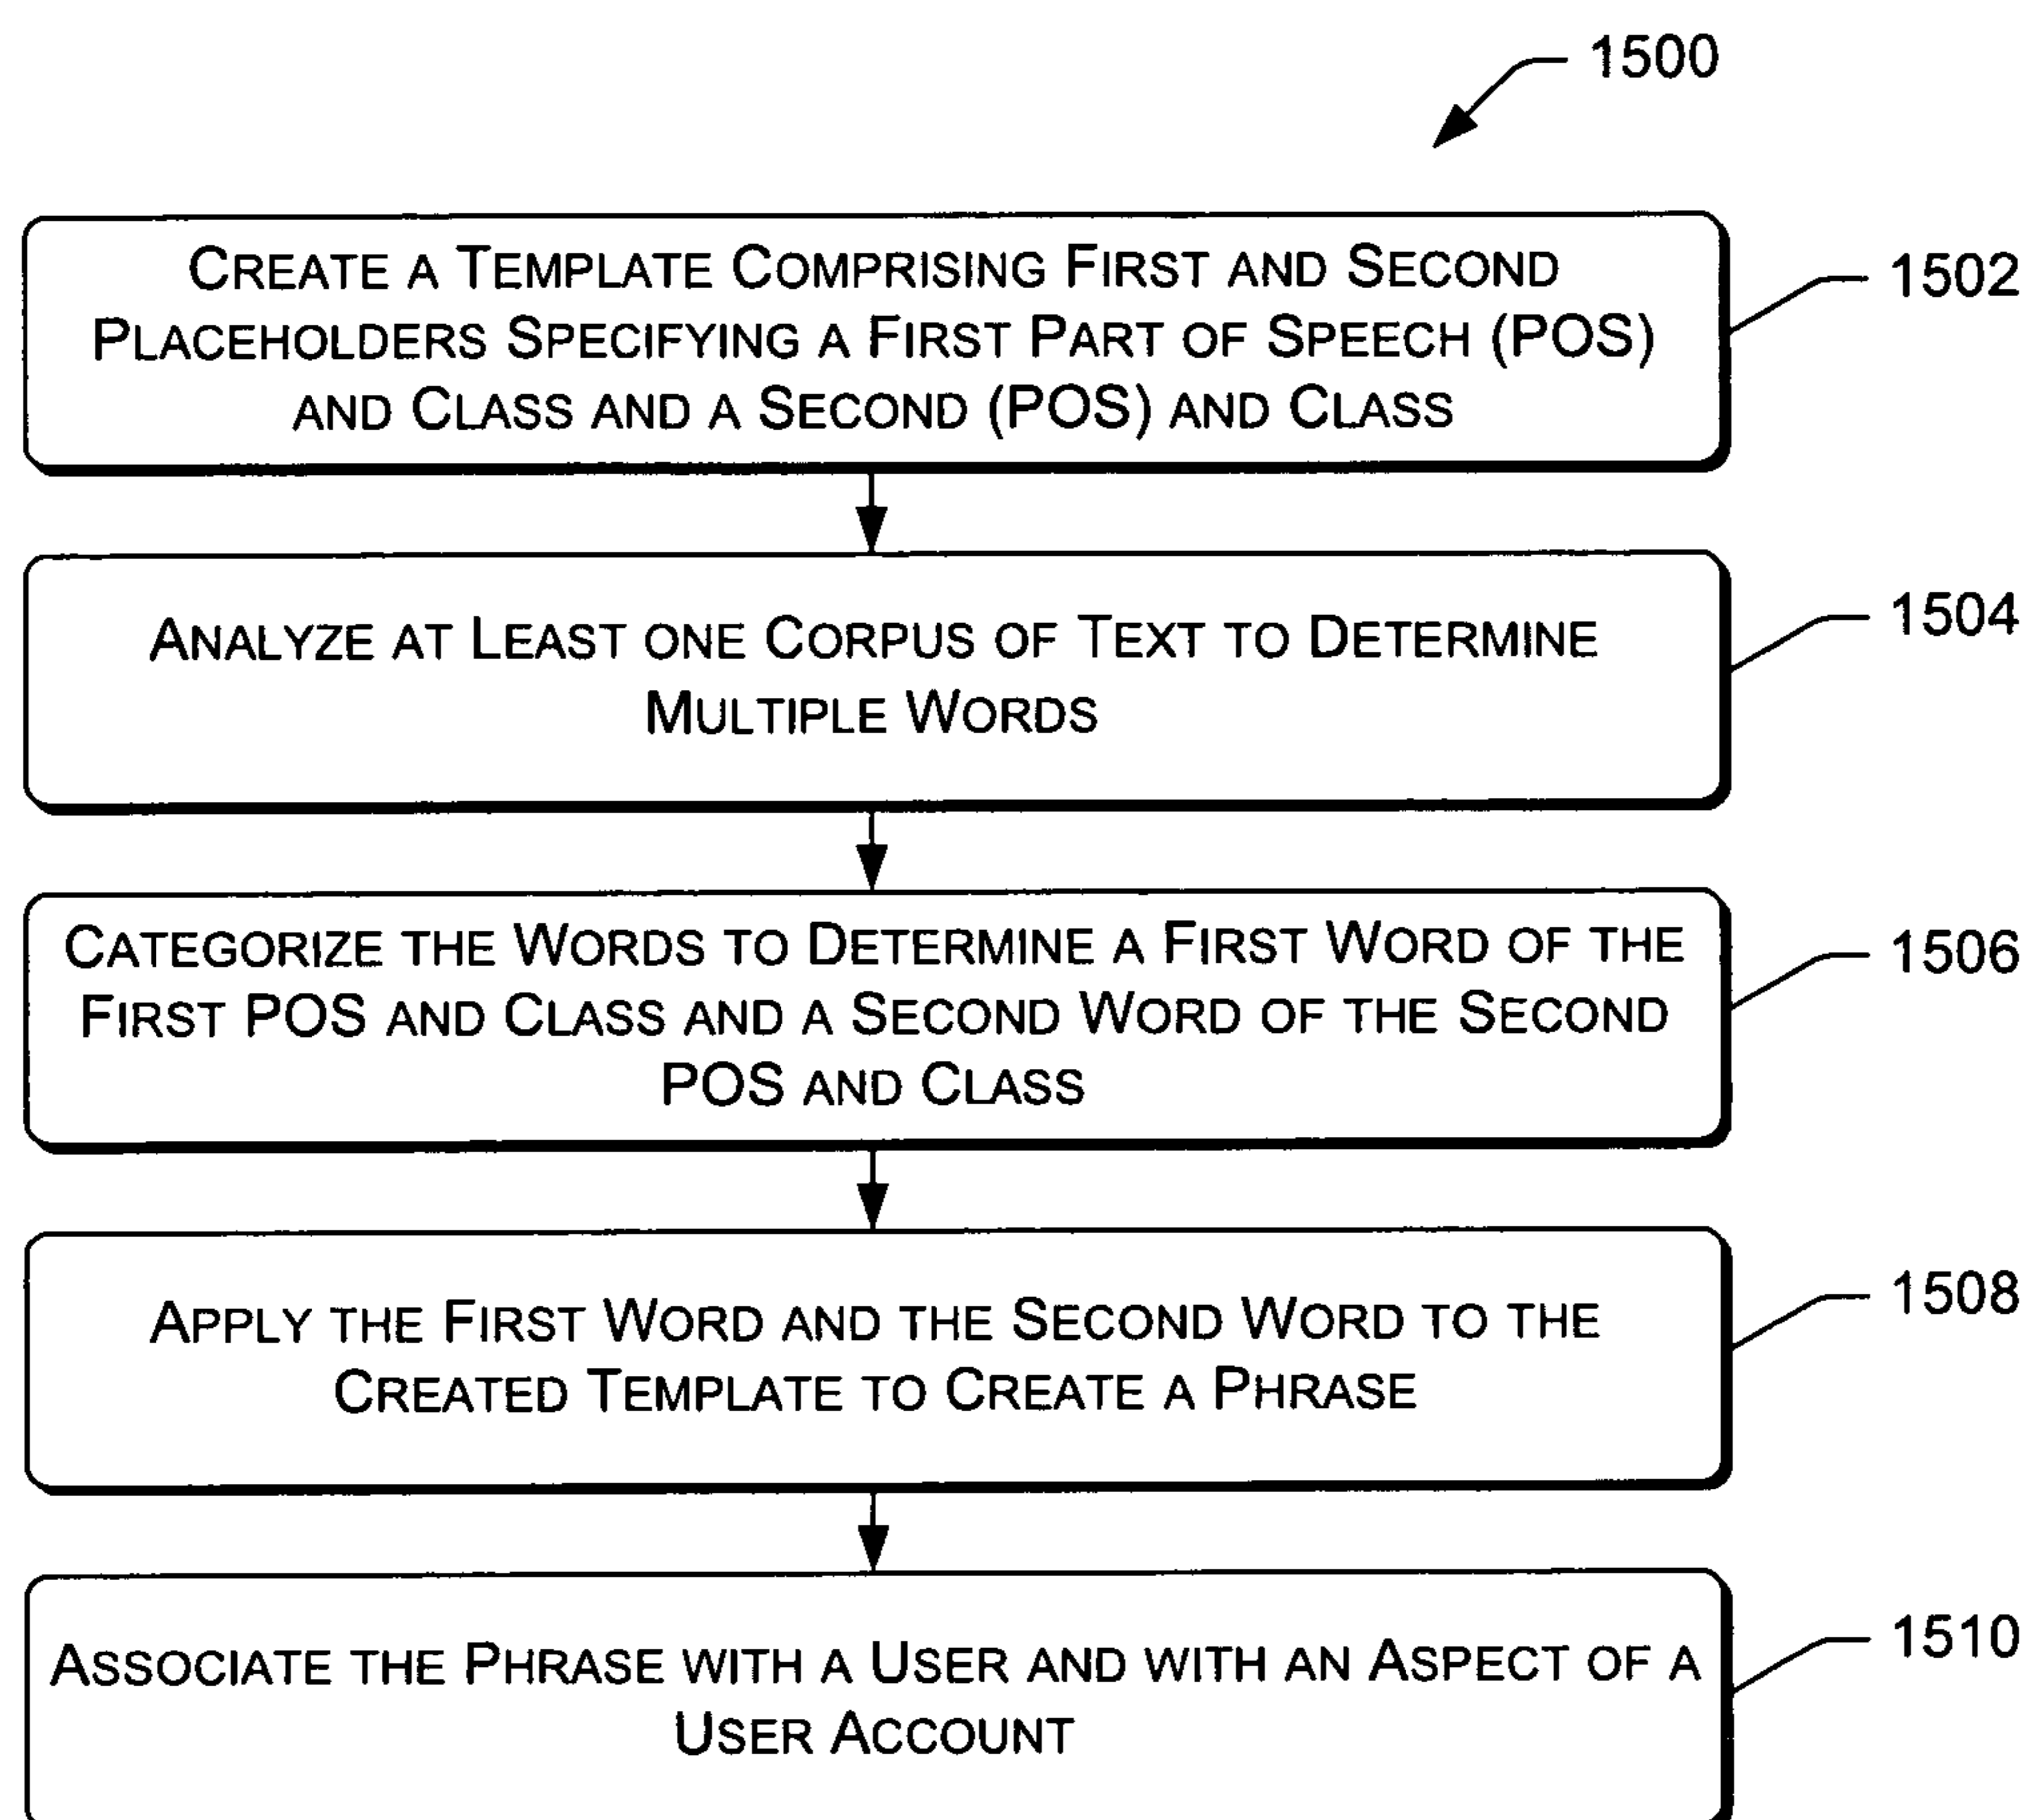 1500
CREATE A TEMPLATE COMPRISING FIRST AND SECOND
PLACEHOLDERS SPECIFYING A FIRST PART OF SPEECH (POS)
AND CLASS AND A SECOND (POS) AND CLASS
1502
ANALYZE AT LEAST ONE CORPUS OF TEXT TO DETERMINE
MULTIPLE WORDS
1504
CATEGORIZE THE WORDS TO DETERMINE A FIRST WORD OF THE
FIRST POS AND CLASS AND A SECOND WORD OF THE SECOND
POS AND CLASS
1506
APPLY THE FIRST WORD AND THE SECOND WORD TO THE
CREATED TEMPLATE TO CREATE A PHRASE
1508
ASSOCIATE THE PHRASE WITH A USER AND WITH AN ASPECT OF A
USER ACCOUNT
1510